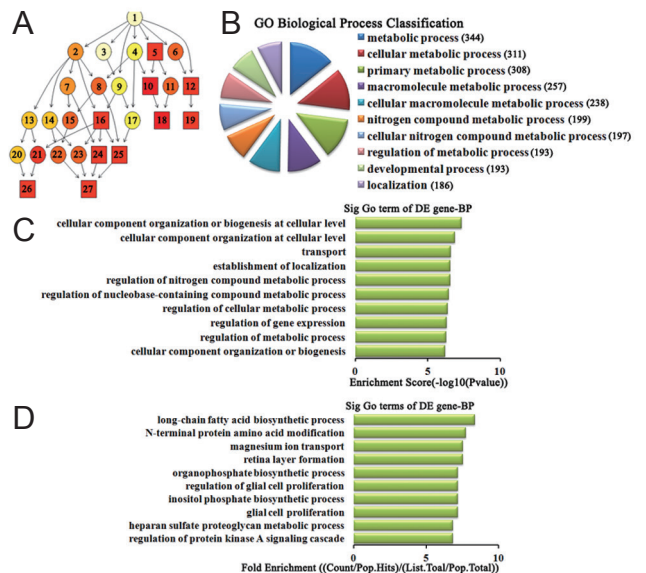 A
1
2
3
4
5
6
7
8
9
10
11
12
13
14
15
16
17
18
19
20
21
22
23
24
25
26
27
B
GO Biological Process Classification
metabolic process (344)
cellular metabolic process (311)
primary metabolic process (308)
macromolecule metabolic process (257)
cellular macromolecule metabolic process (238)
nitrogen compound metabolic process (199)
cellular nitrogen compound metabolic process (197)
regulation of metabolic process (193)
developmental process (193)
localization (186)
C
Sig Go term of DE gene-BP
cellular component organization or biogenesis at cellular level
cellular component organization at cellular level
transport
establishment of localization
regulation of nitrogen compound metabolic process
regulation of nucleobase-containing compound metabolic process
regulation of cellular metabolic process
regulation of gene expression
regulation of metabolic process
cellular component organization or biogenesis
0 5 10
Enrichment Score(-log10(Pvalue))
D
Sig Go terms of DE gene-BP
long-chain fatty acid biosynthetic process
N-terminal protein amino acid modification
magnesium ion transport
retina layer formation
organophosphate biosynthetic process
regulation of glial cell proliferation
inositol phosphate biosynthetic process
glial cell proliferation
heparan sulfate proteoglycan metabolic process
regulation of protein kinase A signaling cascade
0 5 10
Fold Enrichment ((Count/Pop.Hits)/(List.Toal/Pop.Total))